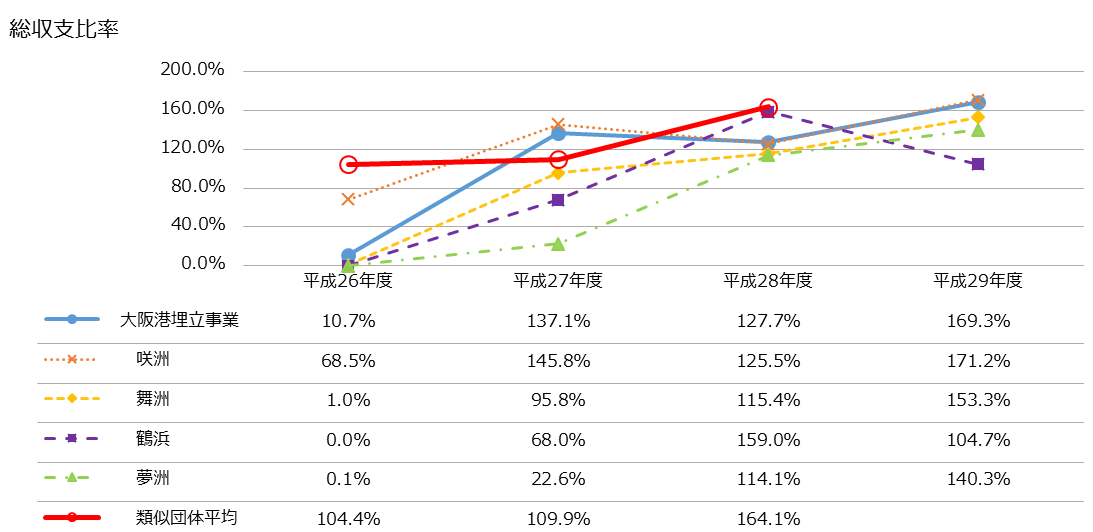 総収支比率
200.0%
160.0%
120.0%
80.0%
40.0%
0.0%
平成26年度 平成27年度 平成28年度 平成29年度
大阪港埋立事業 10.7% 137.1% 127.7% 169.3%
咲洲 68.5% 145.8% 125.5% 171.2%
舞洲 1.0% 95.8% 115.4% 153.3%
鶴浜 0.0% 68.0% 159.0% 104.7%
夢洲 0.1% 22.6% 114.1% 140.3%
類似団体平均 104.4% 109.9% 164.1%